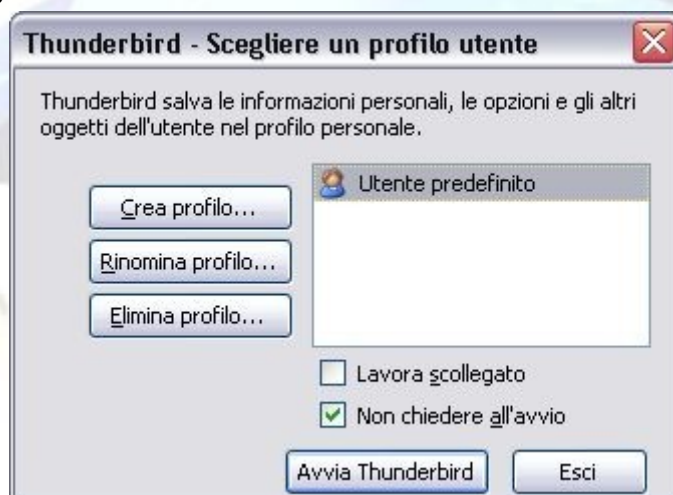 Thunderbird - Scegliere un profilo utente
Thunderbird salva le informazioni personali, le opzioni e gli altri
oggetti dell'utente nel profilo personale.
Utente predefinito
Crea profilo...
Rinomina profilo...
Elimina profilo...
Lavora scollegato
Non chiedere all'avvio
Avvia Thunderbird
Esci